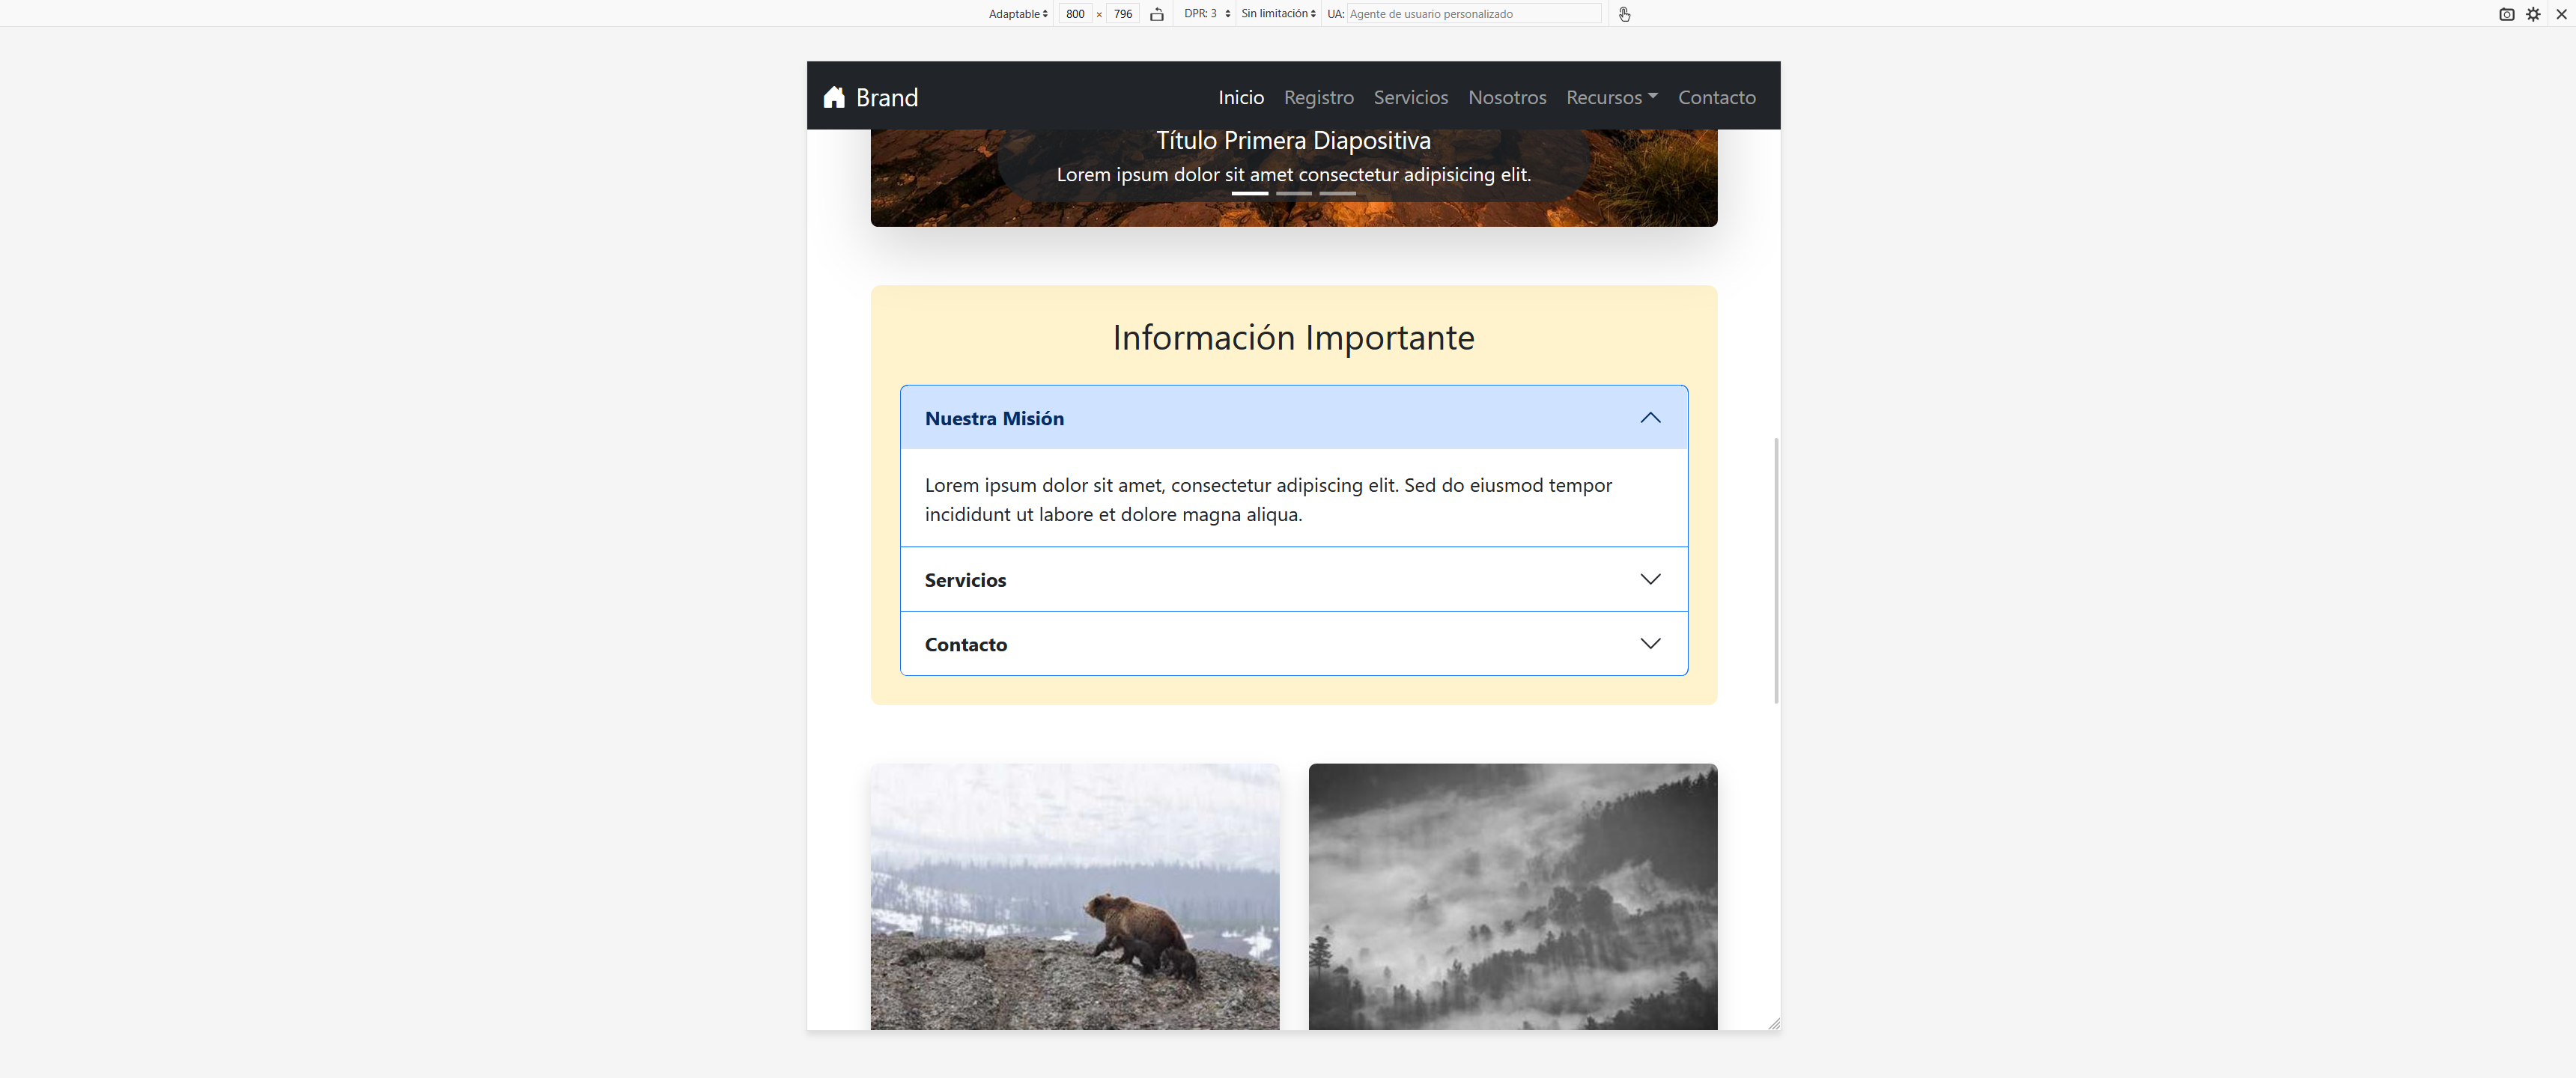 Adaptable 800 × 796 DPR: 3 Sin limitación UA: Agente de usuario personalizado
Brand Inicio Registro Servicios Nosotros Recursos Contacto
Título Primera Diapositiva
Lorem ipsum dolor sit amet consectetur adipisicing elit.
Información Importante
Nuestra Misión
Lorem ipsum dolor sit amet, consectetur adipiscing elit. Sed do eiusmod tempor
incididunt ut labore et dolore magna aliqua.
Servicios
Contacto